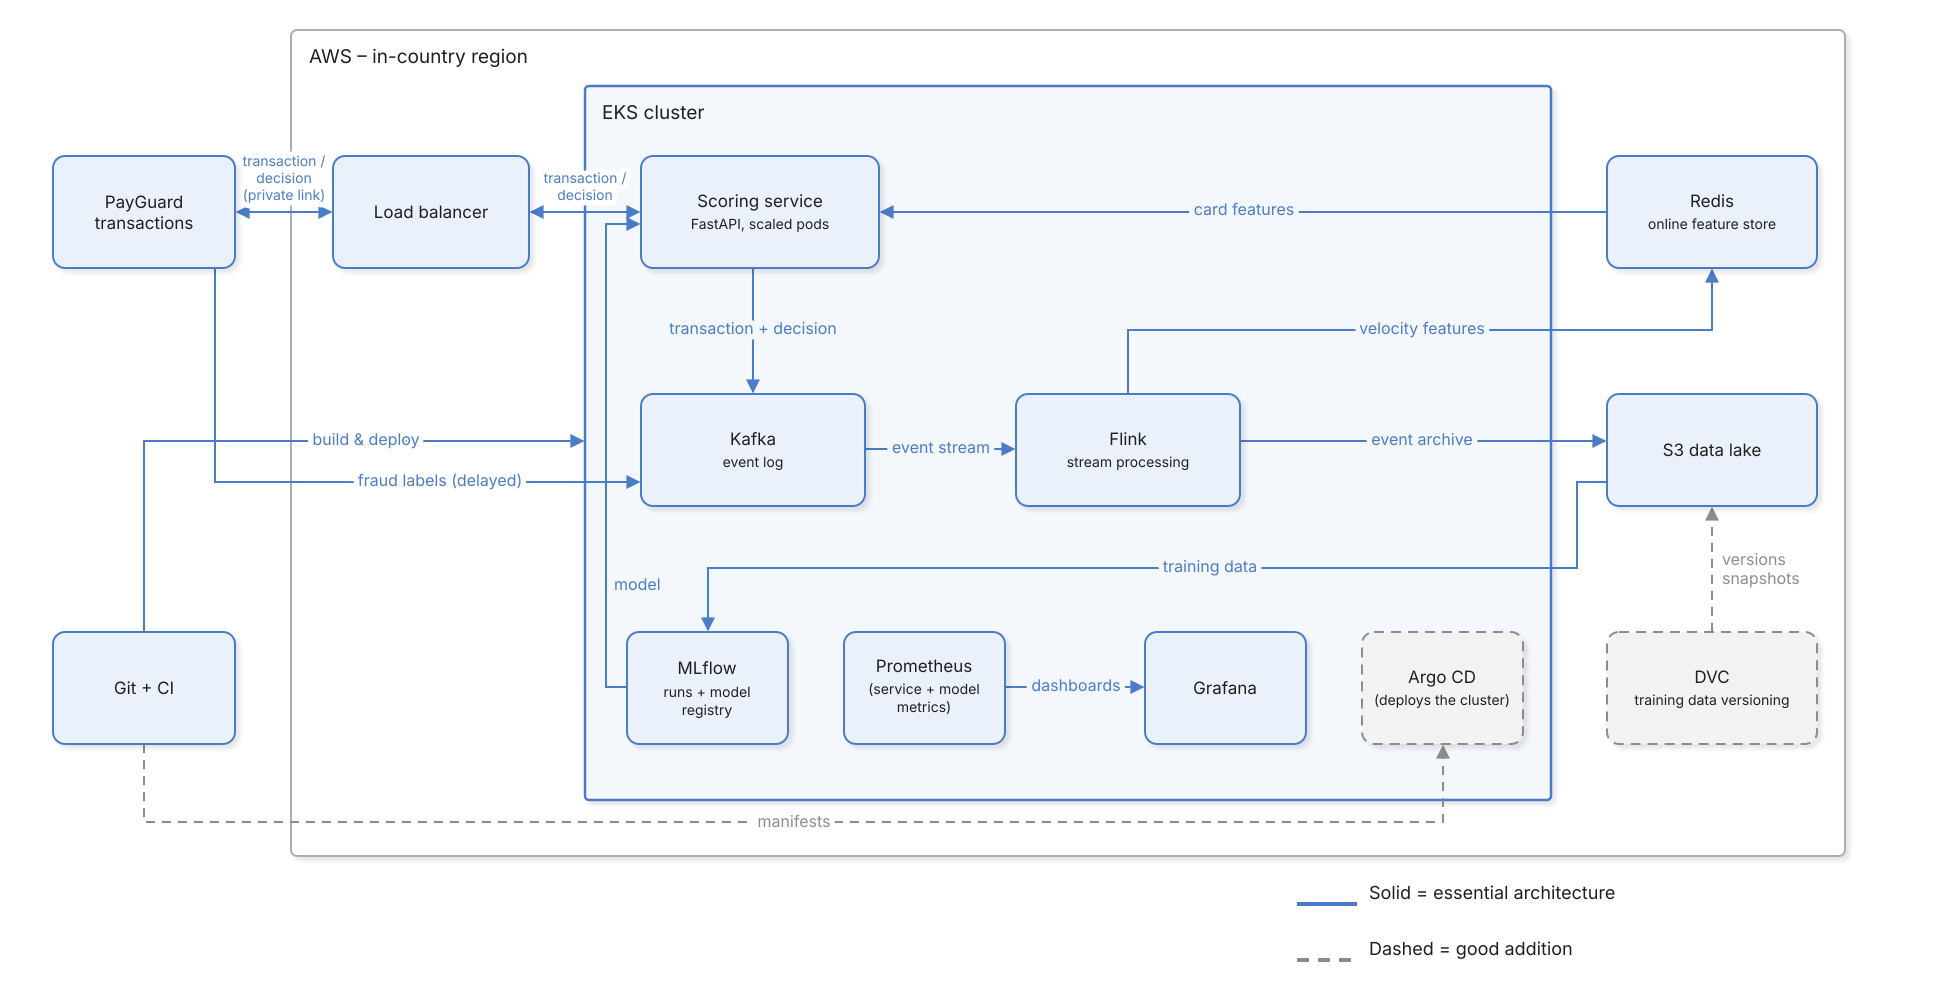 AWS – in-country region
EKS cluster
PayGuard
transactions
transaction /
decision
(private link)
Load balancer
transaction /
decision
Scoring service
FastAPI, scaled pods
card features
Redis
online feature store
transaction + decision
velocity features
build & deploy
Kafka
event log
event stream
Flink
stream processing
event archive
S3 data lake
fraud labels (delayed)
model
training data
versions
snapshots
Git + CI
MLflow
runs + model
registry
Prometheus
(service + model
metrics)
dashboards
Grafana
Argo CD
(deploys the cluster)
DVC
training data versioning
manifests
Solid = essential architecture
Dashed = good addition